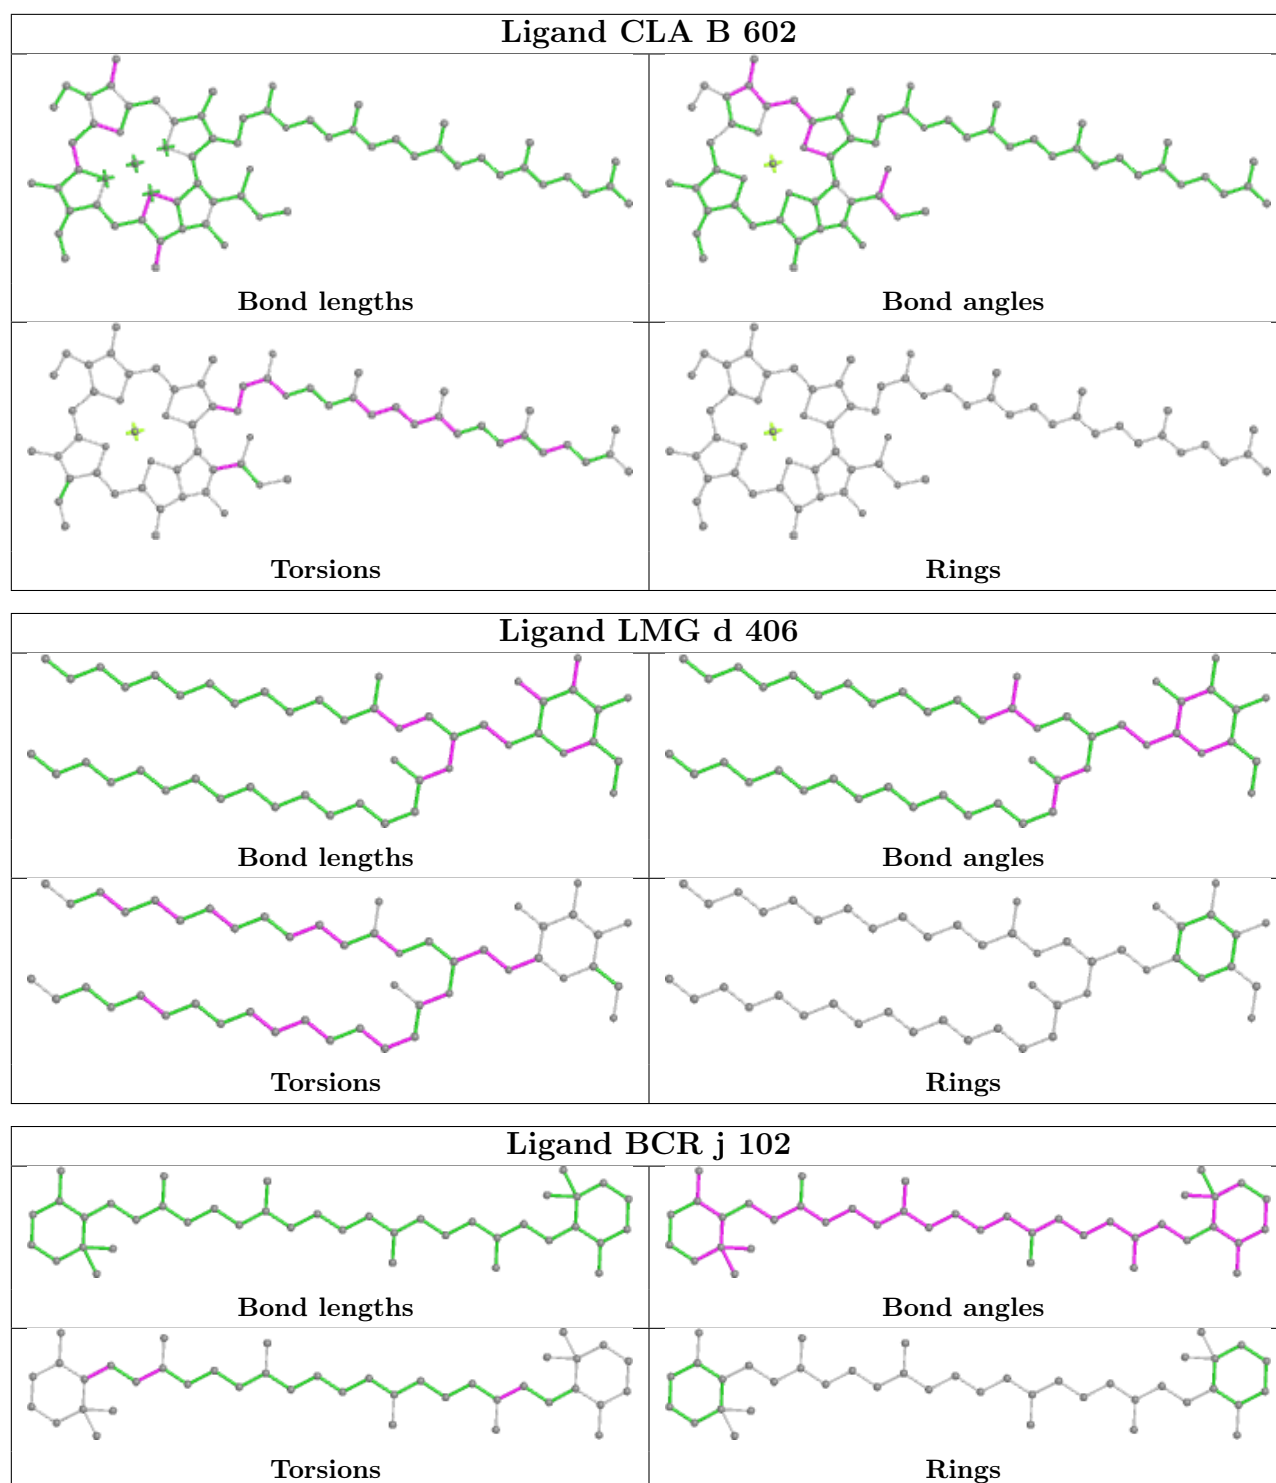 Ligand CLA B 602
Bond lengths
Bond angles
Torsions
Rings
Ligand LMG d 406
Bond lengths
Bond angles
Torsions
Rings
Ligand BCR j 102
Bond lengths
Bond angles
Torsions
Rings